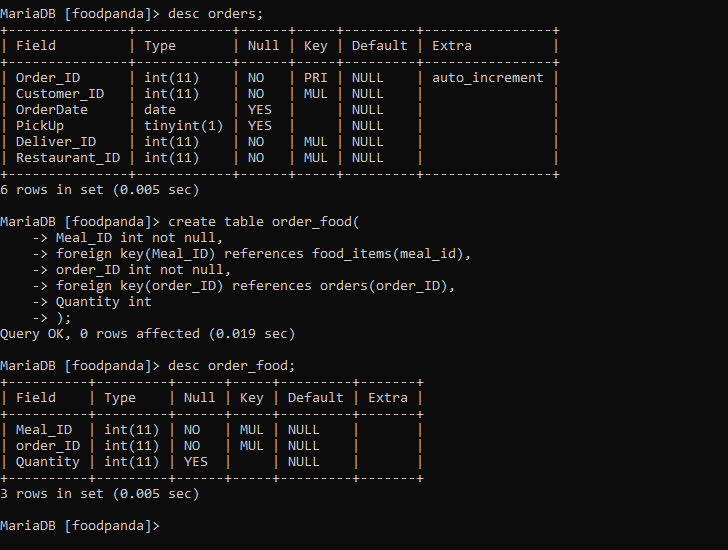 MariaDB [foodpanda]> desc orders;
+---------------+------------+------+-----+---------+----------------+
| Field         | Type       | Null | Key | Default | Extra          |
+---------------+------------+------+-----+---------+----------------+
| Order_ID      | int(11)    | NO   | PRI | NULL    | auto_increment |
| Customer_ID   | int(11)    | NO   | MUL | NULL    |                |
| OrderDate     | date       | YES  |     | NULL    |                |
| PickUp        | tinyint(1) | YES  |     | NULL    |                |
| Deliver_ID    | int(11)    | NO   | MUL | NULL    |                |
| Restaurant_ID | int(11)    | NO   | MUL | NULL    |                |
+---------------+------------+------+-----+---------+----------------+
6 rows in set (0.005 sec)
MariaDB [foodpanda]> create table order_food(
    -> Meal_ID int not null,
    -> foreign key(Meal_ID) references food_items(meal_id),
    -> order_ID int not null,
    -> foreign key(order_ID) references orders(order_ID),
    -> Quantity int
    -> );
Query OK, 0 rows affected (0.019 sec)
MariaDB [foodpanda]> desc order_food;
+----------+---------+------+-----+---------+-------+
| Field    | Type    | Null | Key | Default | Extra |
+----------+---------+------+-----+---------+-------+
| Meal_ID  | int(11) | NO   | MUL | NULL    |       |
| order_ID | int(11) | NO   | MUL | NULL    |       |
| Quantity | int(11) | YES  |     | NULL    |       |
+----------+---------+------+-----+---------+-------+
3 rows in set (0.005 sec)
MariaDB [foodpanda]>